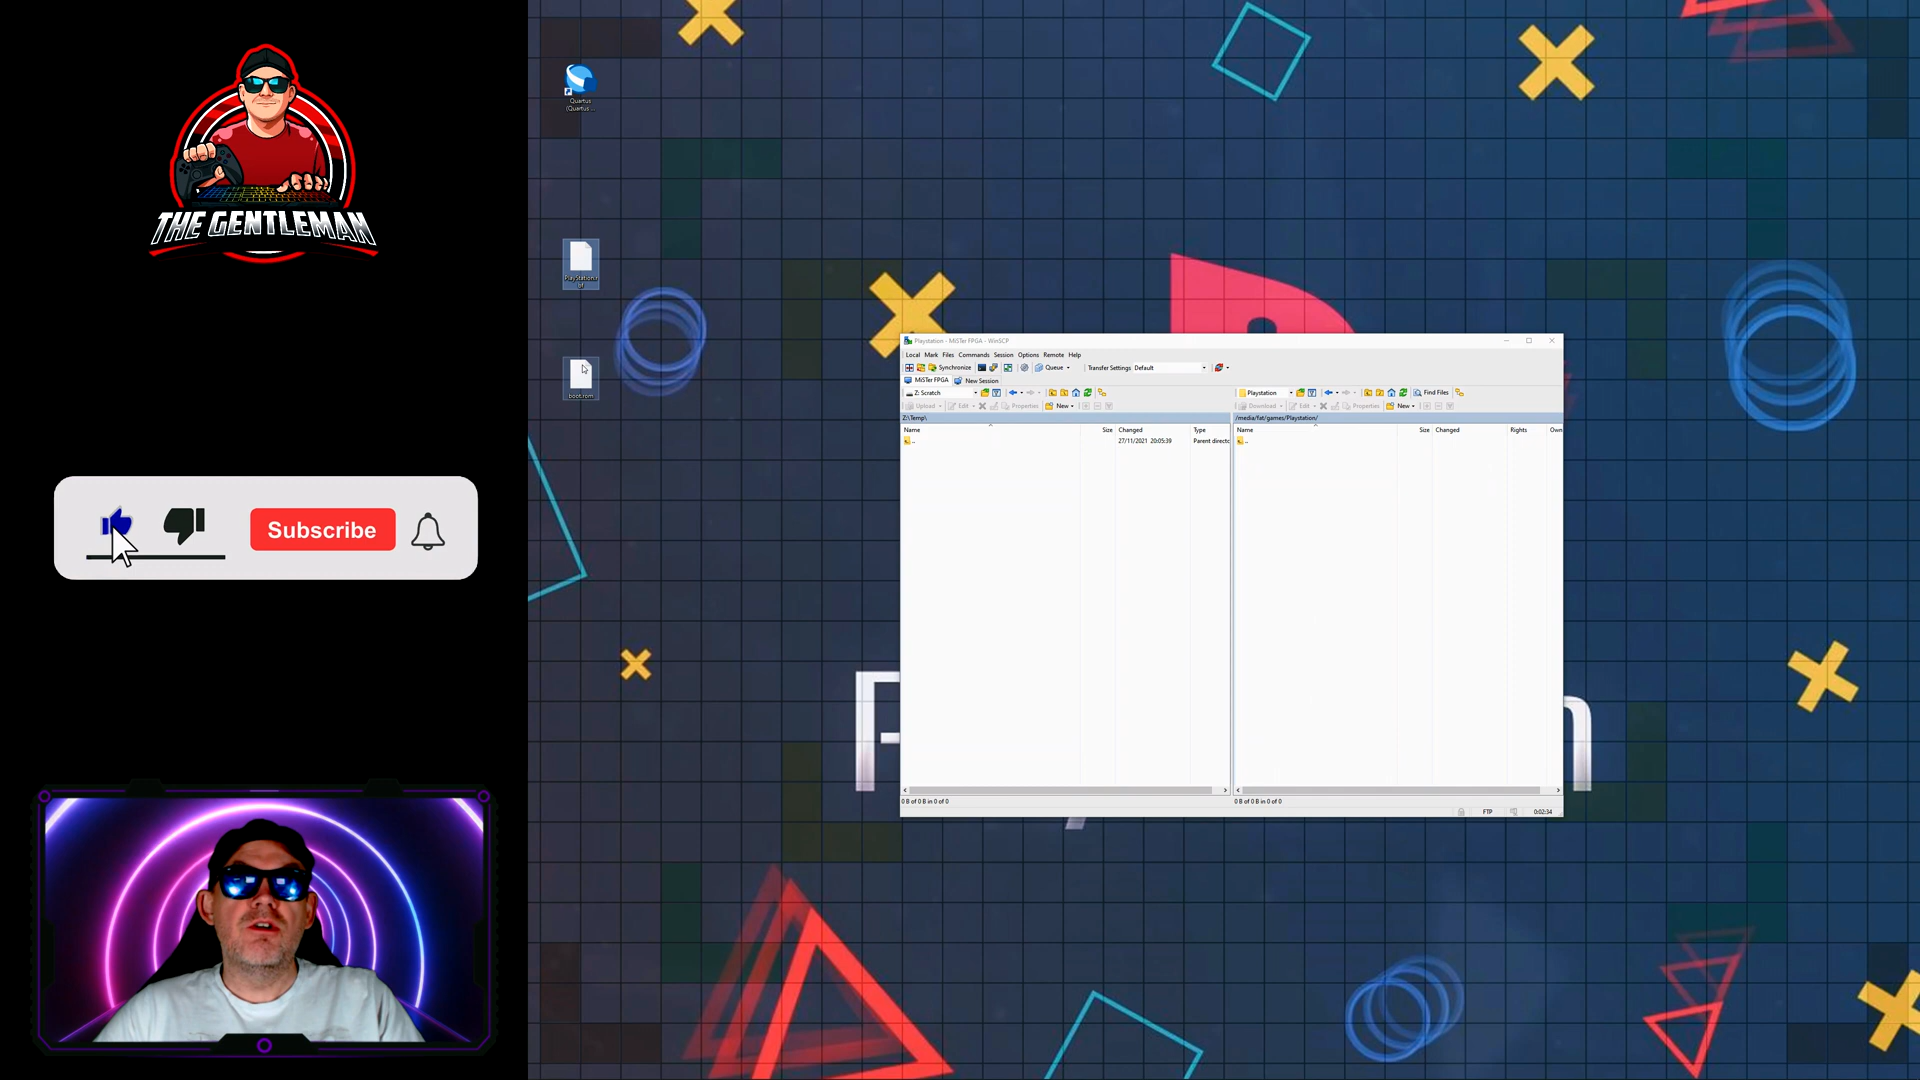 THE GENTLEMAN
Subscribe
Quartus
(Quartus ...
PlayStation.r
bf
boot.rom
Playstation - MiSTer FPGA - WinSCP
Local Mark Files Commands Session Options Remote Help
Synchronize
Queue
Transfer Settings Default
MiSTer FPGA
New Session
Z: Scratch
Playstation
Find Files
Upload Edit Properties New
Download Edit Properties New
Z:\Temp\
/media/fat/games/Playstation/
Name Size Changed Type
Name Size Changed Rights Own
.. 27/11/2021 20:05:39 Parent directo
..
0 B of 0 B in 0 of 0
0 B of 0 B in 0 of 0
FTP
0:02:34